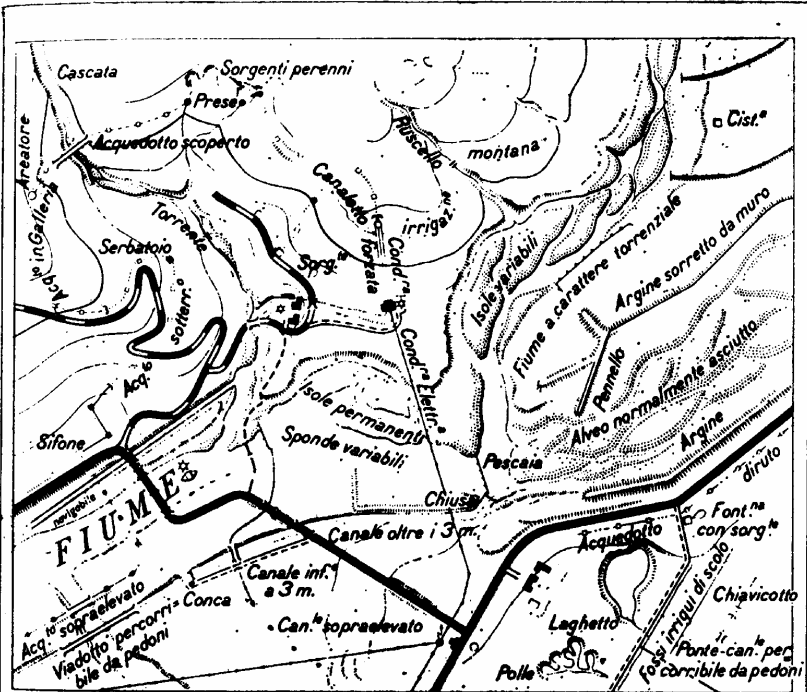 Cascata
Sorgenti perenni
Prese
Areatore
Acquedotto scoperto
Ruscello
montana
Cist.ª
Acq.to in Galleria
Torrente
Canaletto
irrigaz.ne
Serbatoio
sotterr.º
Sorg.te
Cond.ra
forzata
Isole variabili
Fiume a carattere torrenziale
Argine sorretto da muro
Pennello
Acq.
Cond.ra Elettr.ª
Alveo normalmente asciutto
Sifone
Isole permanenti
Sponde variabili
Pescaia
Argine
diruto
navigabile
FIUME
Chiusa
Canale oltre i 3 m.
Font.na
con sorg.te
Acquedotto
Acq.to sopraelevato
Viadotto percorri=
bile da pedoni
Conca
Canale inf.e
a 3 m.
Can.le sopraelevato
Laghetto
Polle
Fossi irrigui di scolo
Chiavicotto
Ponte-can.le per
corribile da pedoni